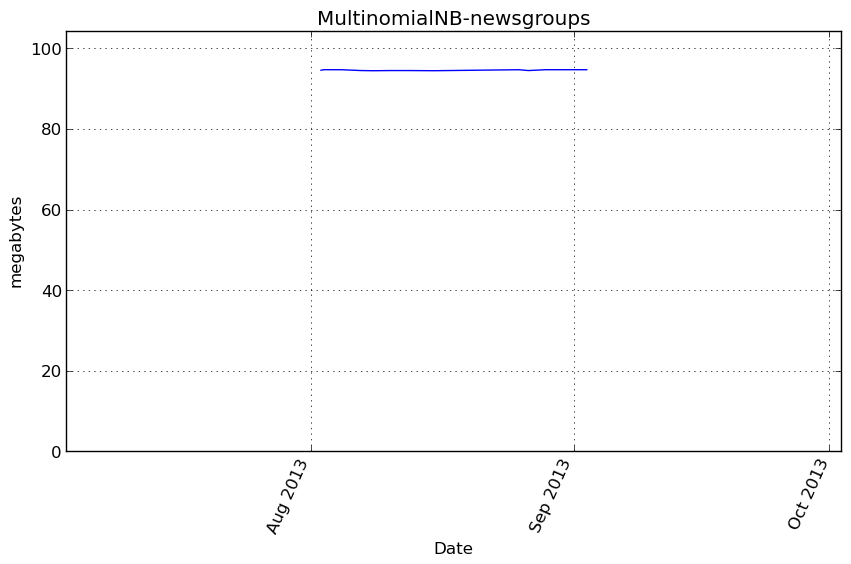 MultinomialNB-newsgroups
100
80
60
40
20
0
megabytes
Aug 2013
Sep 2013
Oct 2013
Date